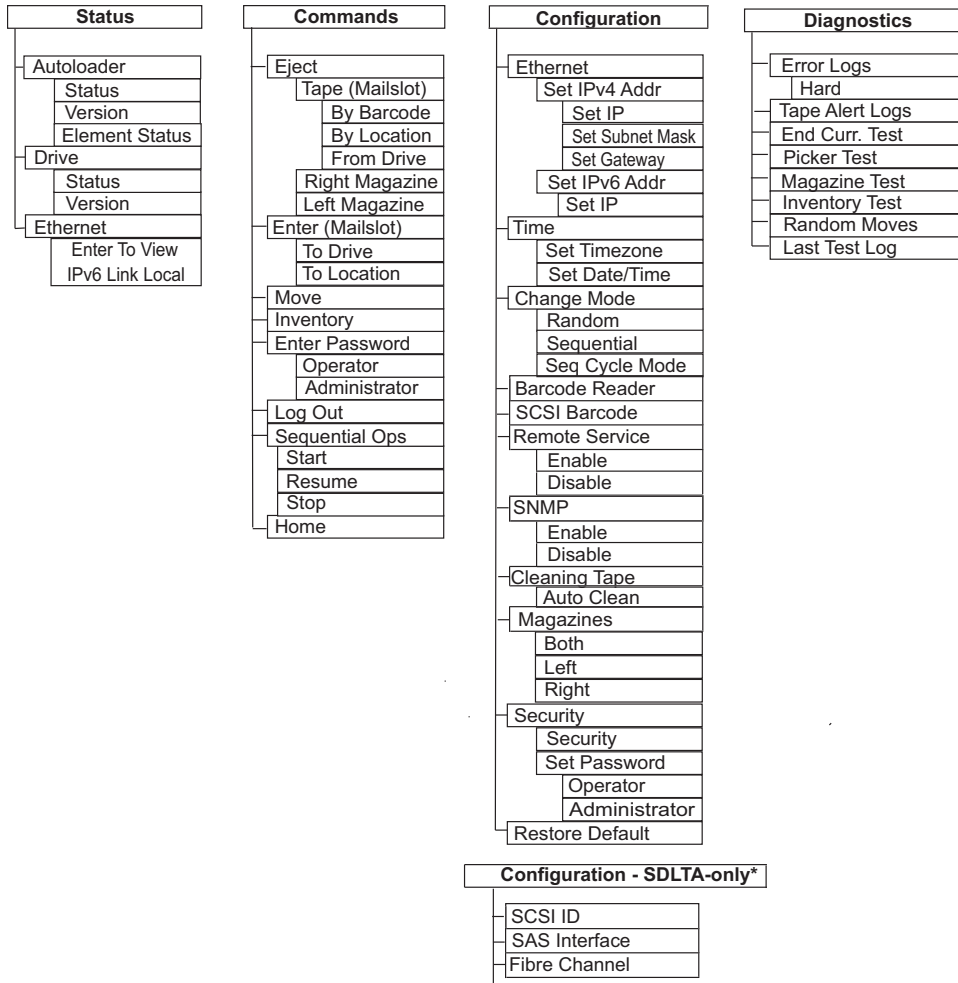 Status
Autoloader
Status
Version
Element Status
Drive
Status
Version
Ethernet
Enter To View
IPv6 Link Local
Commands
Eject
Tape (Mailslot)
By Barcode
By Location
From Drive
Right Magazine
Left Magazine
Enter (Mailslot)
To Drive
To Location
Move
Inventory
Enter Password
Operator
Administrator
Log Out
Sequential Ops
Start
Resume
Stop
Home
Configuration
Ethernet
Set IPv4 Addr
Set IP
Set Subnet Mask
Set Gateway
Set IPv6 Addr
Set IP
Time
Set Timezone
Set Date/Time
Change Mode
Random
Sequential
Seq Cycle Mode
Barcode Reader
SCSI Barcode
Remote Service
Enable
Disable
SNMP
Enable
Disable
Cleaning Tape
Auto Clean
Magazines
Both
Left
Right
Security
Security
Set Password
Operator
Administrator
Restore Default
Configuration - SDLTA-only*
SCSI ID
SAS Interface
Fibre Channel
Diagnostics
Error Logs
Hard
Tape Alert Logs
End Curr. Test
Picker Test
Magazine Test
Inventory Test
Random Moves
Last Test Log